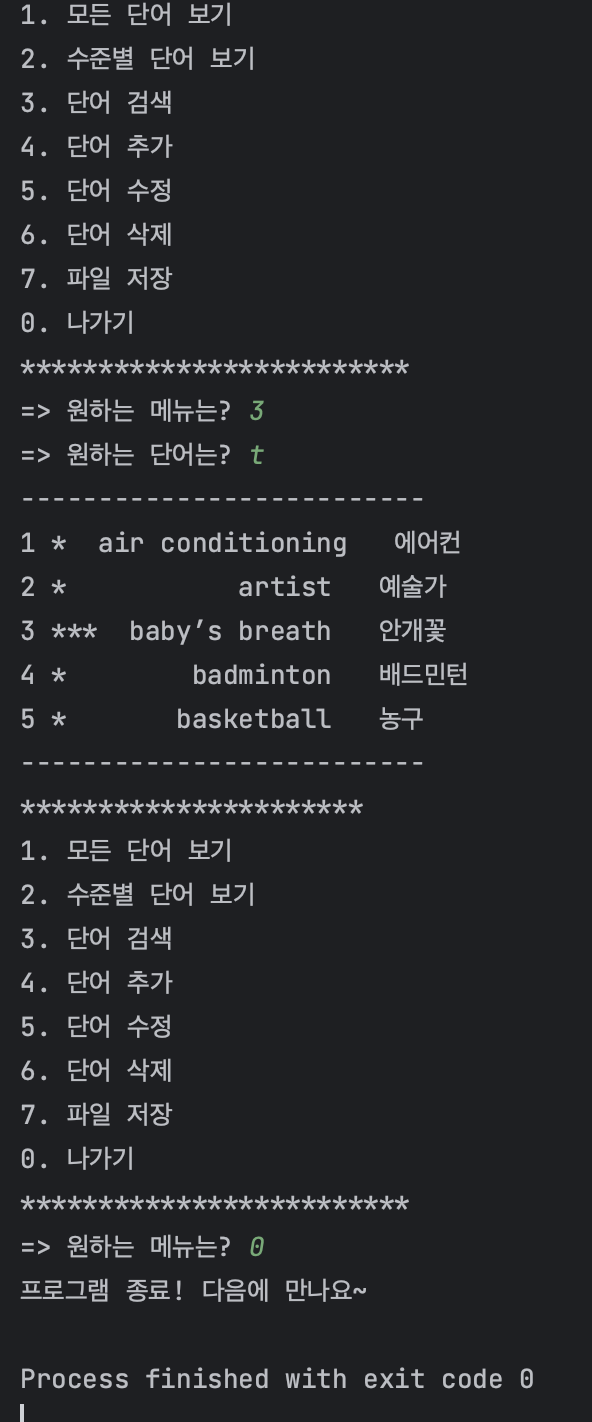 1. 모든 단어 보기
2. 수준별 단어 보기
3. 단어 검색
4. 단어 추가
5. 단어 수정
6. 단어 삭제
7. 파일 저장
0. 나가기
*************************
=> 원하는 메뉴는? 3
=> 원하는 단어는? t
--------------------------
1 *  air conditioning   에어컨
2 *           artist   예술가
3 ***  baby’s breath   안개꽃
4 *        badminton   배드민턴
5 *       basketball   농구
--------------------------
**********************
1. 모든 단어 보기
2. 수준별 단어 보기
3. 단어 검색
4. 단어 추가
5. 단어 수정
6. 단어 삭제
7. 파일 저장
0. 나가기
*************************
=> 원하는 메뉴는? 0
프로그램 종료! 다음에 만나요~
Process finished with exit code 0